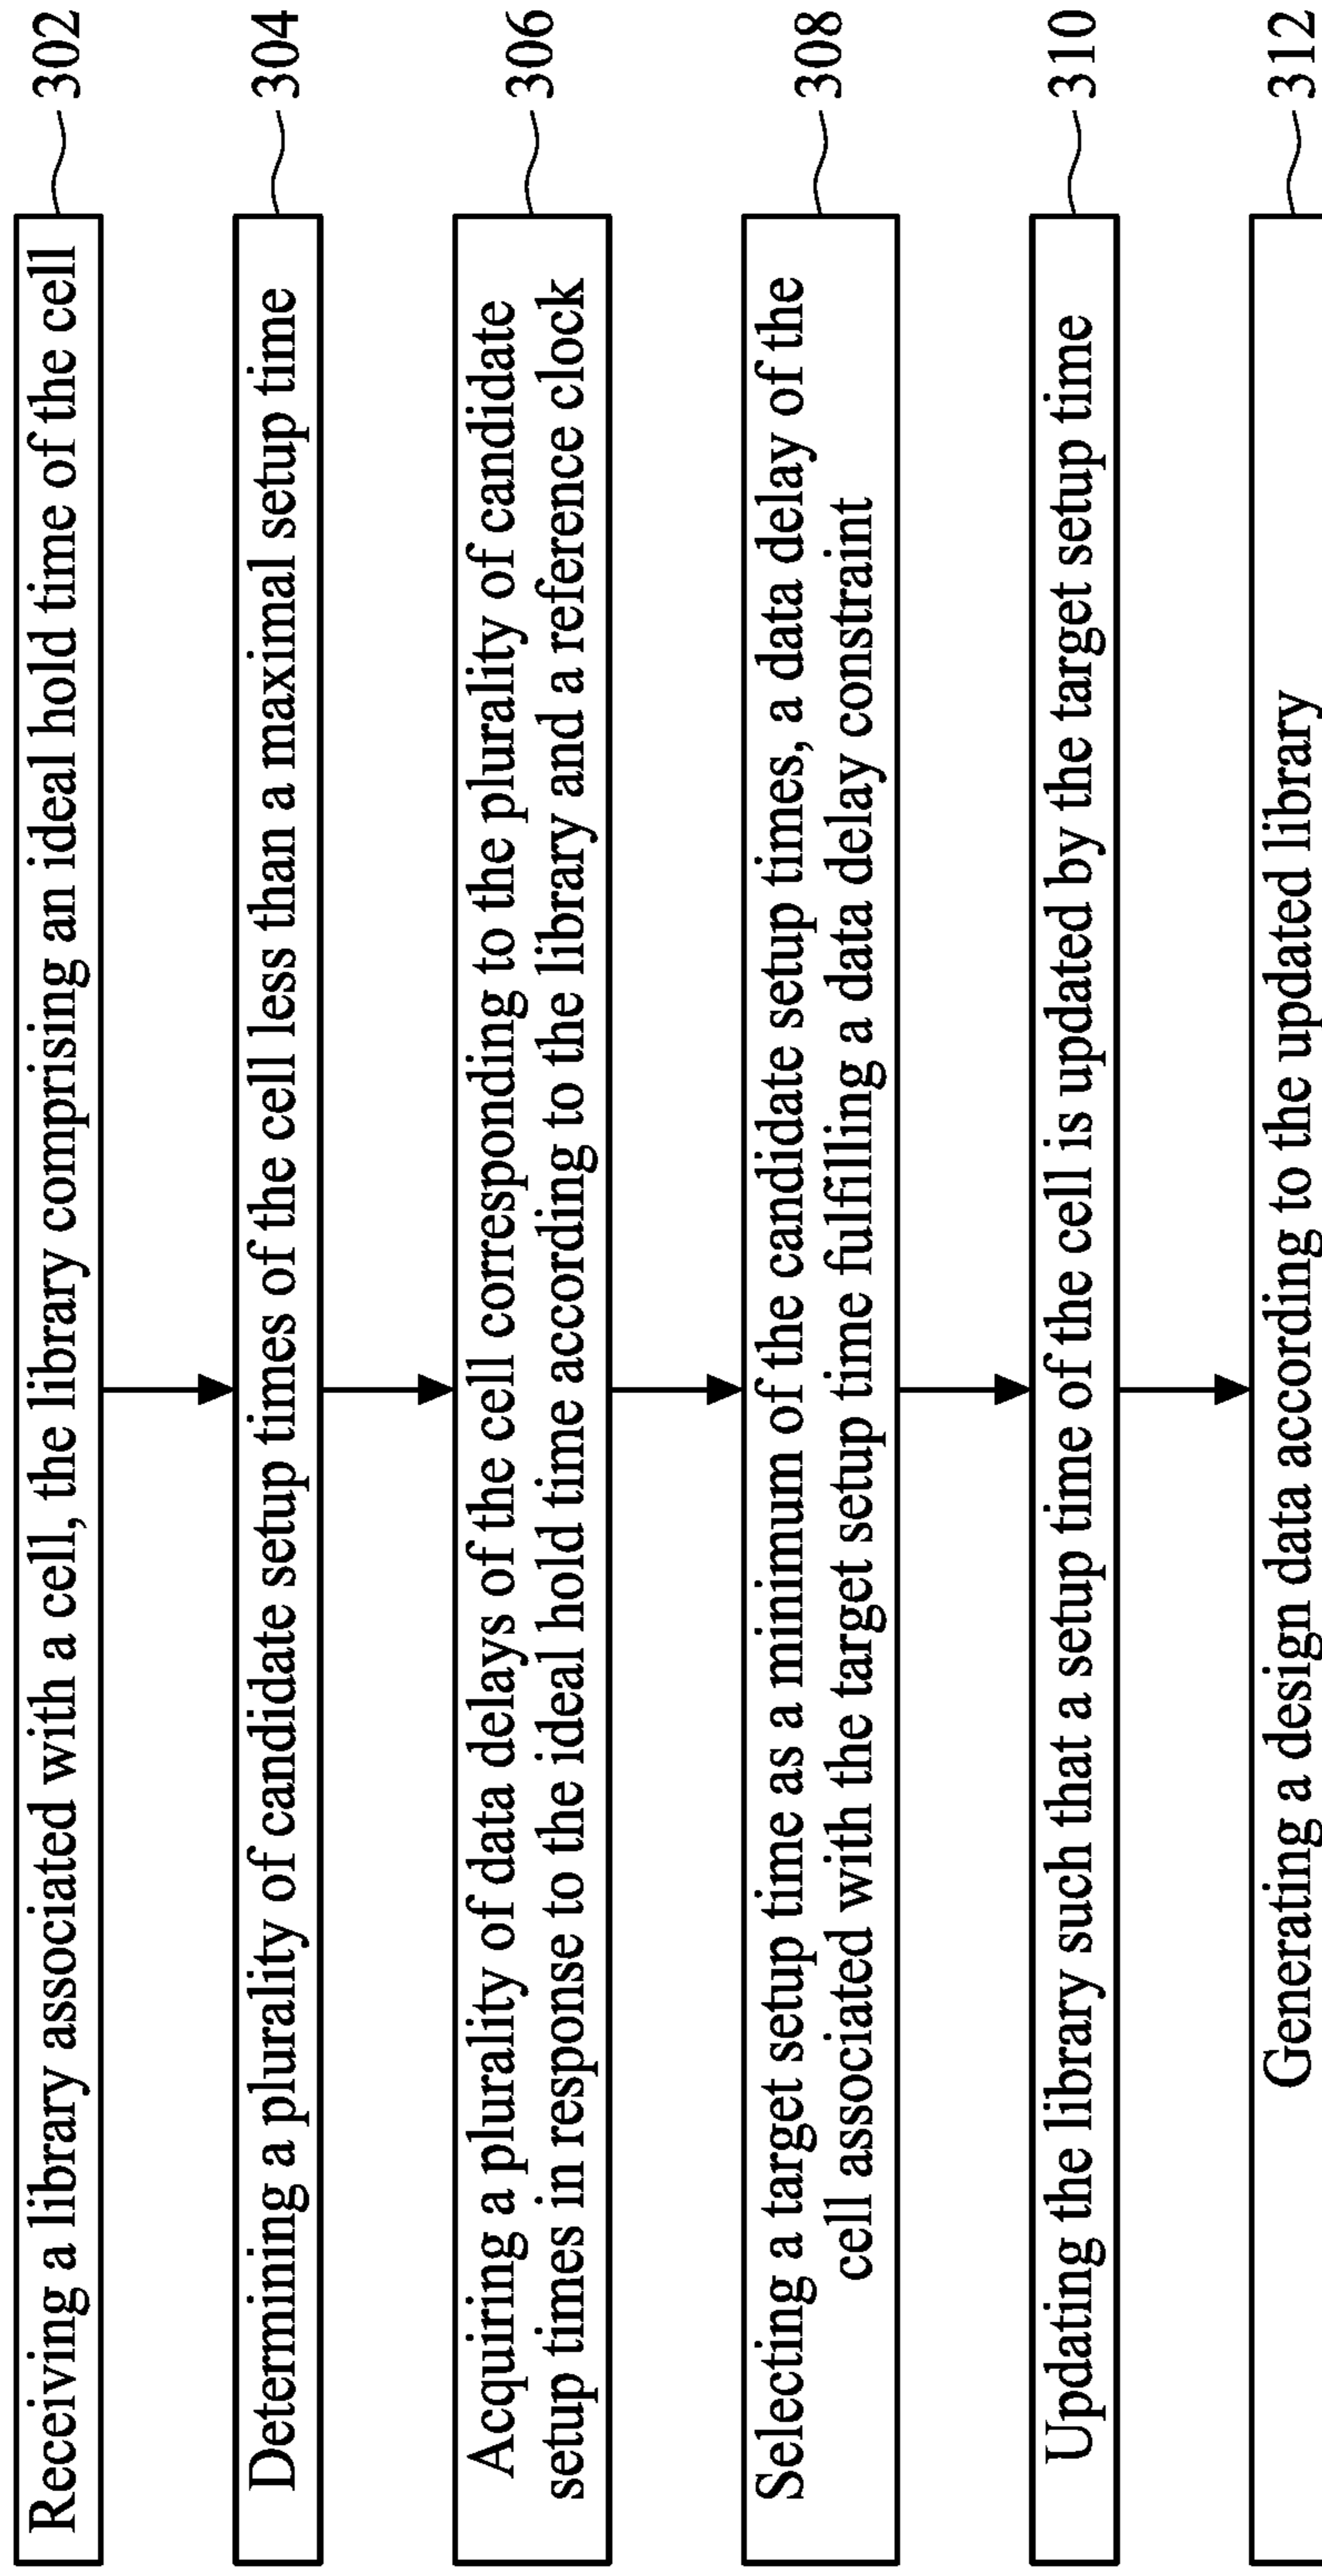 Receiving a library associated with a cell, the library comprising an ideal hold time of the cell
302
Determining a plurality of candidate setup times of the cell less than a maximal setup time
304
Acquiring a plurality of data delays of the cell corresponding to the plurality of candidate
setup times in response to the ideal hold time according to the library and a reference clock
306
Selecting a target setup time as a minimum of the candidate setup times, a data delay of the
cell associated with the target setup time fulfilling a data delay constraint
308
Updating the library such that a setup time of the cell is updated by the target setup time
310
Generating a design data according to the updated library
312